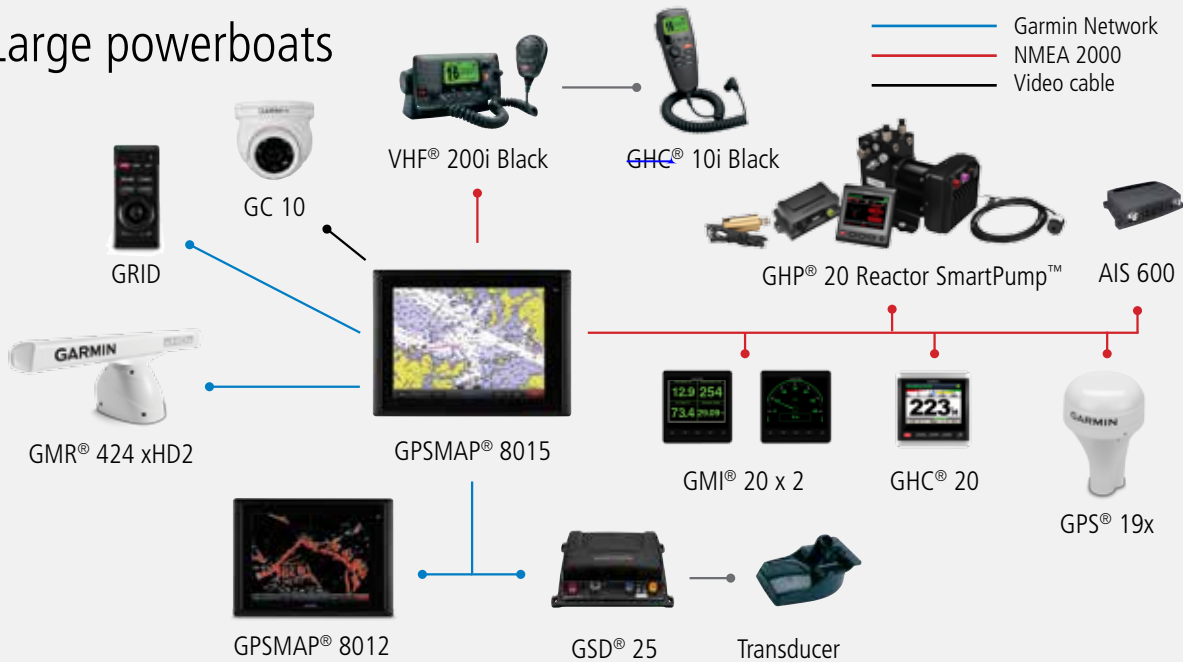 Large powerboats
Garmin Network
NMEA 2000
Video cable
VHF® 200i Black
GHC® 10i Black
GARMIN
GC 10
GRID
GHP® 20 Reactor SmartPump™
AIS 600
GARMIN
GMR® 424 xHD2
GPSMAP® 8015
12.9 254
73.4 29.09
GMI® 20 x 2
223
GHC® 20
GARMIN
GPS® 19x
GPSMAP® 8012
GSD® 25
Transducer